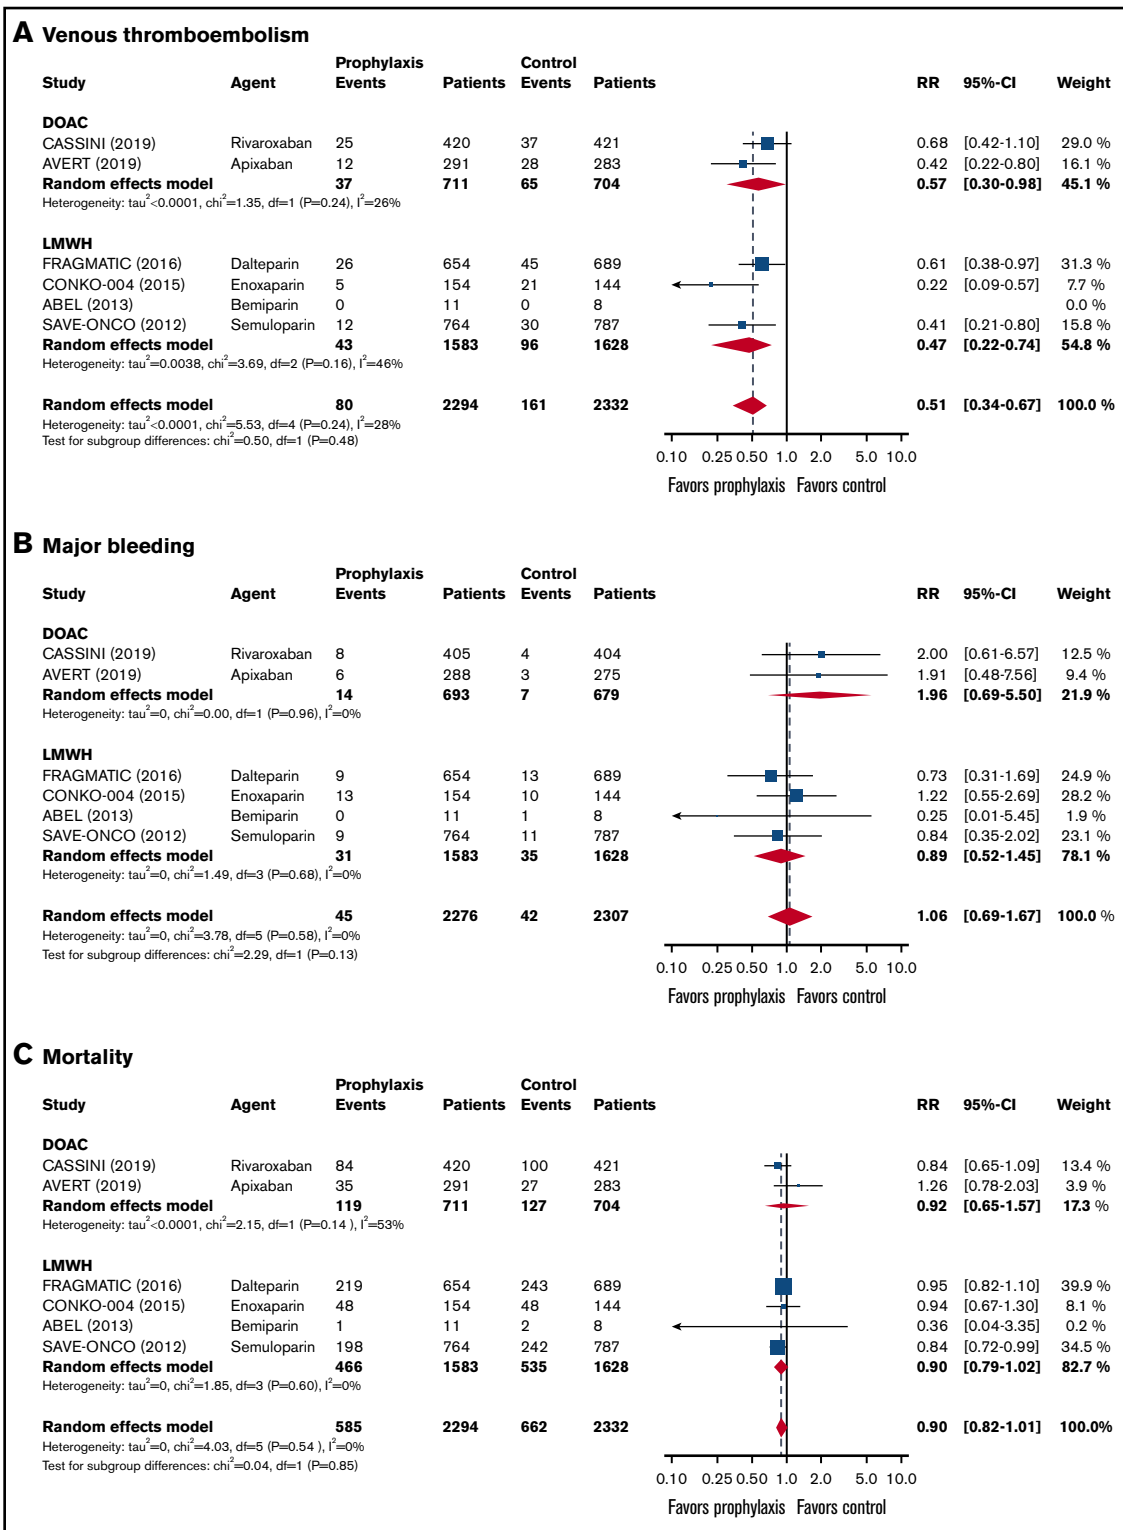 A Venous thromboembolism
Prophylaxis Control
Study Agent Events Patients Events Patients RR 95%-CI Weight
DOAC
CASSINI (2019) Rivaroxaban 25 420 37 421 0.68 [0.42-1.10] 29.0 %
AVERT (2019) Apixaban 12 291 28 283 0.42 [0.22-0.80] 16.1 %
Random effects model 37 711 65 704 0.57 [0.30-0.98] 45.1 %
Heterogeneity: tau²<0.0001, chi²=1.35, df=1 (P=0.24), I²=26%
LMWH
FRAGMATIC (2016) Dalteparin 26 654 45 689 0.61 [0.38-0.97] 31.3 %
CONKO-004 (2015) Enoxaparin 5 154 21 144 0.22 [0.09-0.57] 7.7 %
ABEL (2013) Bemiparin 0 11 0 8 0.0 %
SAVE-ONCO (2012) Semuloparin 12 764 30 787 0.41 [0.21-0.80] 15.8 %
Random effects model 43 1583 96 1628 0.47 [0.22-0.74] 54.8 %
Heterogeneity: tau²=0.0038, chi²=3.69, df=2 (P=0.16), I²=46%
Random effects model 80 2294 161 2332 0.51 [0.34-0.67] 100.0 %
Heterogeneity: tau²<0.0001, chi²=5.53, df=4 (P=0.24), I²=28%
Test for subgroup differences: chi²=0.50, df=1 (P=0.48)
0.10 0.25 0.50 1.0 2.0 5.0 10.0
Favors prophylaxis Favors control
B Major bleeding
Prophylaxis Control
Study Agent Events Patients Events Patients RR 95%-CI Weight
DOAC
CASSINI (2019) Rivaroxaban 8 405 4 404 2.00 [0.61-6.57] 12.5 %
AVERT (2019) Apixaban 6 288 3 275 1.91 [0.48-7.56] 9.4 %
Random effects model 14 693 7 679 1.96 [0.69-5.50] 21.9 %
Heterogeneity: tau²=0, chi²=0.00, df=1 (P=0.96), I²=0%
LMWH
FRAGMATIC (2016) Dalteparin 9 654 13 689 0.73 [0.31-1.69] 24.9 %
CONKO-004 (2015) Enoxaparin 13 154 10 144 1.22 [0.55-2.69] 28.2 %
ABEL (2013) Bemiparin 0 11 1 8 0.25 [0.01-5.45] 1.9 %
SAVE-ONCO (2012) Semuloparin 9 764 11 787 0.84 [0.35-2.02] 23.1 %
Random effects model 31 1583 35 1628 0.89 [0.52-1.45] 78.1 %
Heterogeneity: tau²=0, chi²=1.49, df=3 (P=0.68), I²=0%
Random effects model 45 2276 42 2307 1.06 [0.69-1.67] 100.0 %
Heterogeneity: tau²=0, chi²=3.78, df=5 (P=0.58), I²=0%
Test for subgroup differences: chi²=2.29, df=1 (P=0.13)
0.10 0.25 0.50 1.0 2.0 5.0 10.0
Favors prophylaxis Favors control
C Mortality
Prophylaxis Control
Study Agent Events Patients Events Patients RR 95%-CI Weight
DOAC
CASSINI (2019) Rivaroxaban 84 420 100 421 0.84 [0.65-1.09] 13.4 %
AVERT (2019) Apixaban 35 291 27 283 1.26 [0.78-2.03] 3.9 %
Random effects model 119 711 127 704 0.92 [0.65-1.57] 17.3 %
Heterogeneity: tau²<0.0001, chi²=2.15, df=1 (P=0.14 ), I²=53%
LMWH
FRAGMATIC (2016) Dalteparin 219 654 243 689 0.95 [0.82-1.10] 39.9 %
CONKO-004 (2015) Enoxaparin 48 154 48 144 0.94 [0.67-1.30] 8.1 %
ABEL (2013) Bemiparin 1 11 2 8 0.36 [0.04-3.35] 0.2 %
SAVE-ONCO (2012) Semuloparin 198 764 242 787 0.84 [0.72-0.99] 34.5 %
Random effects model 466 1583 535 1628 0.90 [0.79-1.02] 82.7 %
Heterogeneity: tau²=0, chi²=1.85, df=3 (P=0.60), I²=0%
Random effects model 585 2294 662 2332 0.90 [0.82-1.01] 100.0%
Heterogeneity: tau²=0, chi²=4.03, df=5 (P=0.54 ), I²=0%
Test for subgroup differences: chi²=0.04, df=1 (P=0.85)
0.10 0.25 0.50 1.0 2.0 5.0 10.0
Favors prophylaxis Favors control